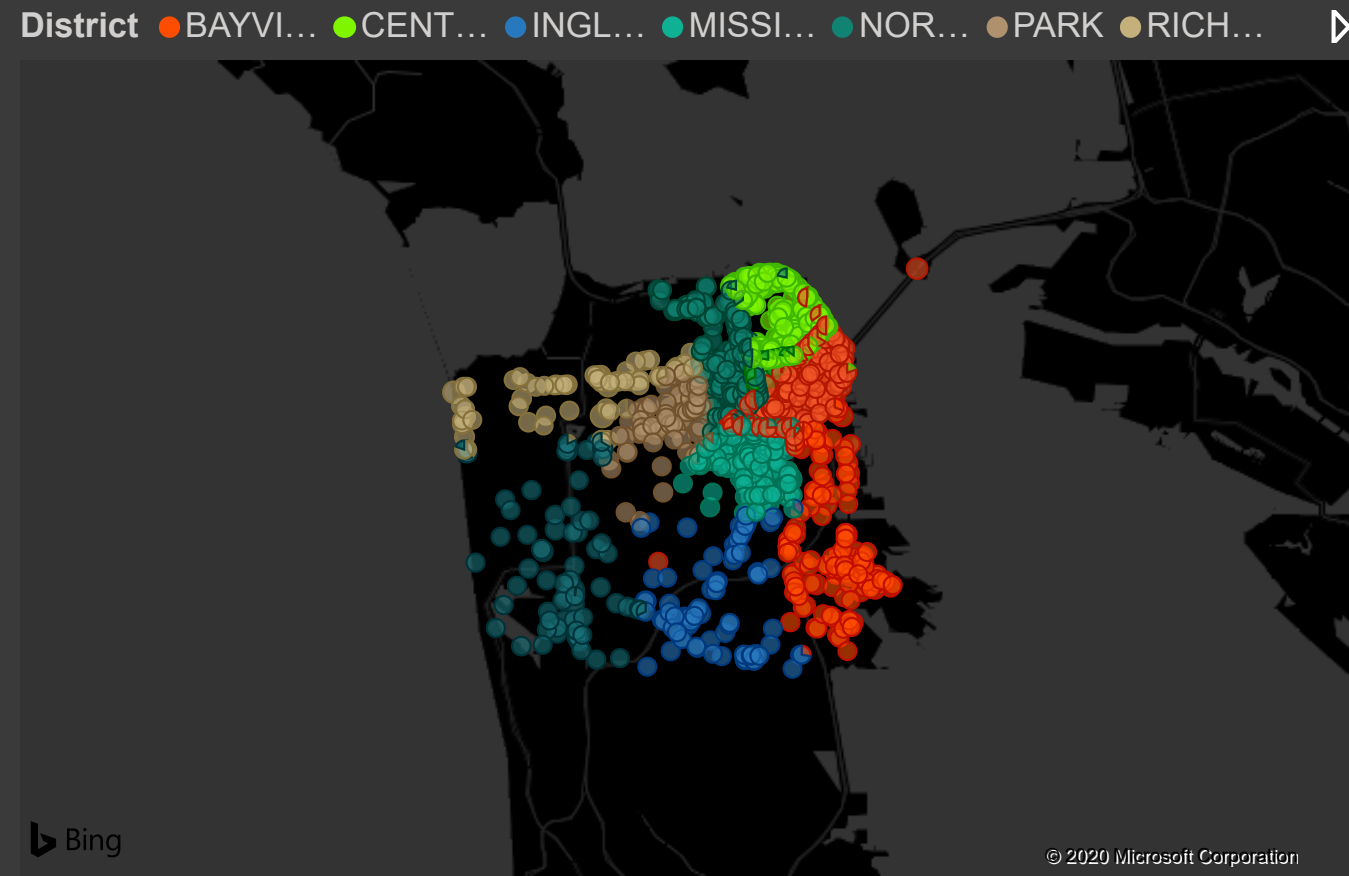 District BAYVI... CENT... INGL... MISSI... NOR... PARK RICH...
Bing
© 2020 Microsoft Corporation